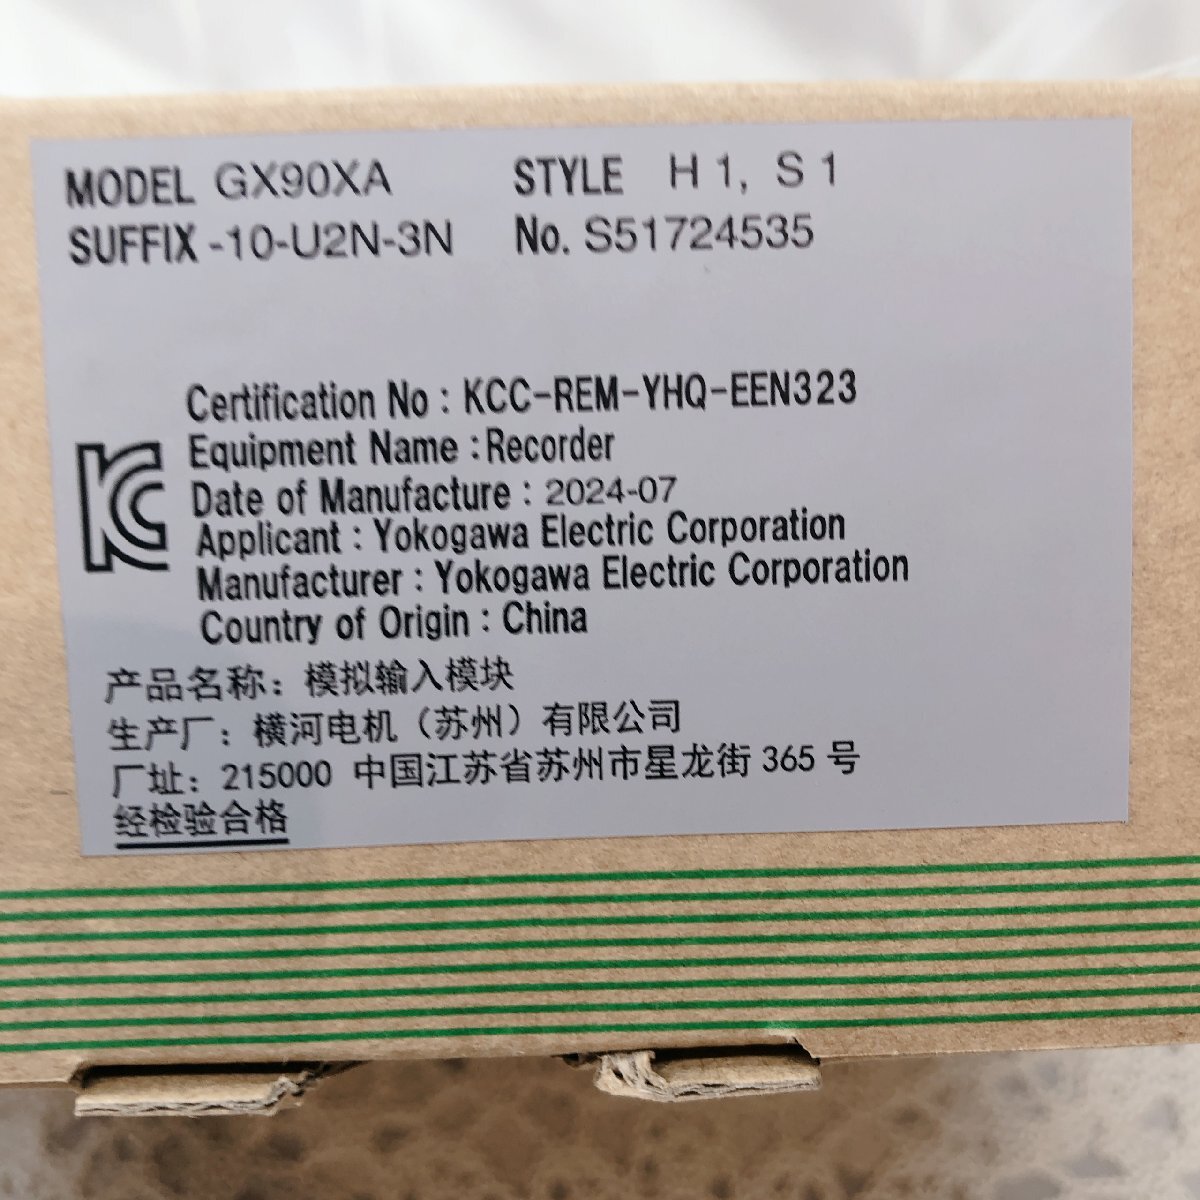 MODEL GX90XA STYLE H1, S1
SUFFIX -10-U2N-3N No. S51724535
Certification No : KCC-REM-YHQ-EEN323
Equipment Name : Recorder
Date of Manufacture : 2024-07
Applicant : Yokogawa Electric Corporation
Manufacturer : Yokogawa Electric Corporation
Country of Origin : China
产品名称：模拟输入模块
生产厂：横河电机（苏州）有限公司
厂址：215000 中国江苏省苏州市星龙街 365 号
经检验合格